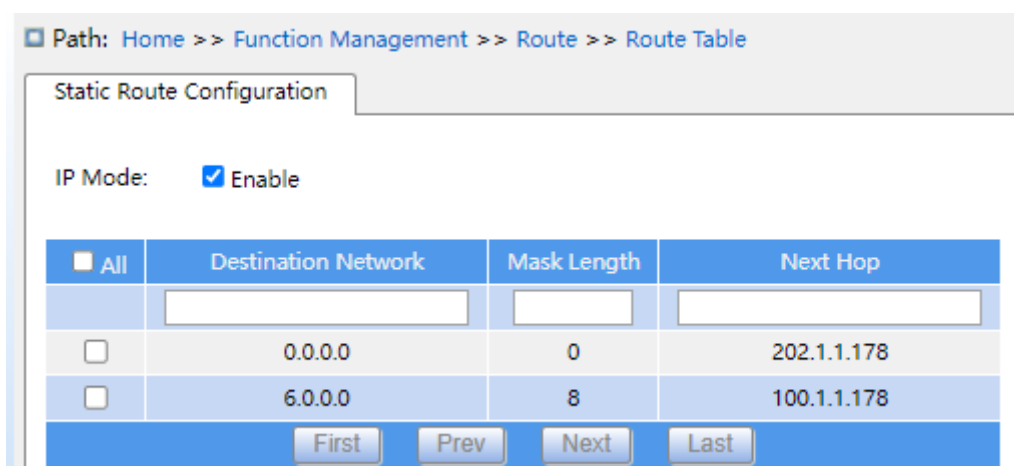 Path: Home >> Function Management >> Route >> Route Table
Static Route Configuration
IP Mode: Enable
All Destination Network Mask Length Next Hop
0.0.0.0 0 202.1.1.178
6.0.0.0 8 100.1.1.178
First Prev Next Last